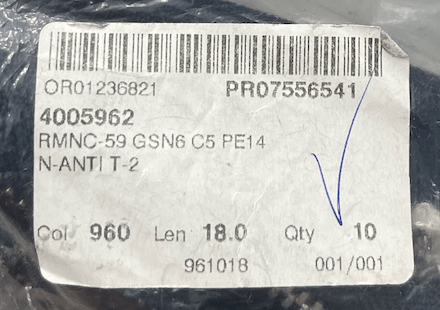 OR01236821 PR07556541
4005962
RMNC-59 GSN6 C5 PE14
N-ANTI T-2
Col 960 Len 18.0 Qty 10
961018 001/001